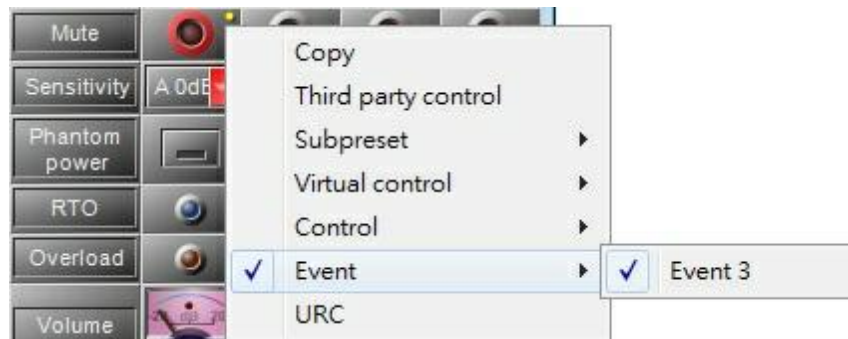 Mute
Sensitivity
A 0dB
Phantom
power
RTO
Overload
Volume
Copy
Third party control
Subpreset
Virtual control
Control
Event
URC
Event 3